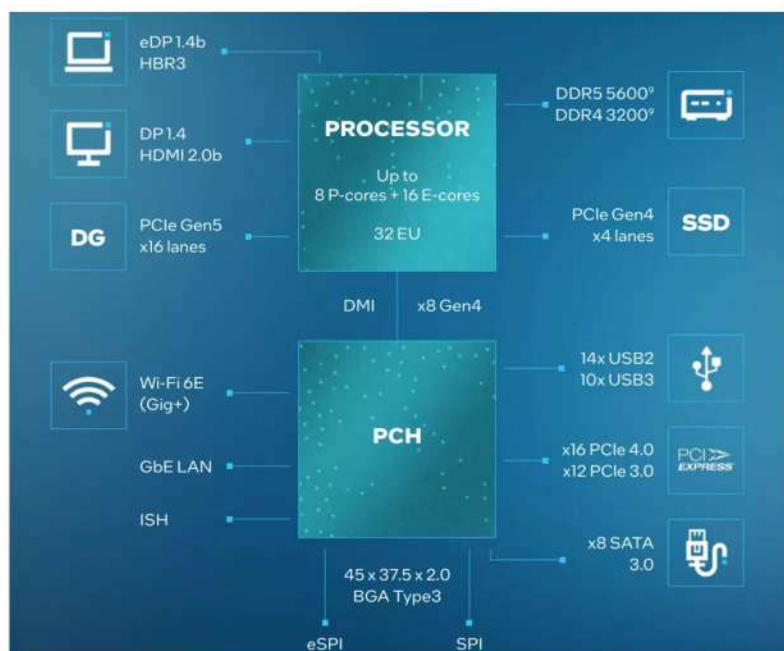 eDP 1.4b
HBR3
DP 1.4
HDMI 2.0b
DG
PCIe Gen5
x16 lanes
PROCESSOR
Up to
8 P-cores + 16 E-cores
32 EU
DDR5 5600⁹
DDR4 3200⁹
PCIe Gen4
x4 lanes
SSD
DMI
x8 Gen4
Wi-Fi 6E
(Gig+)
GbE LAN
ISH
PCH
14x USB2
10x USB3
x16 PCIe 4.0
x12 PCIe 3.0
PCI
EXPRESS
x8 SATA
3.0
45 x 37.5 x 2.0
BGA Type3
eSPI
SPI